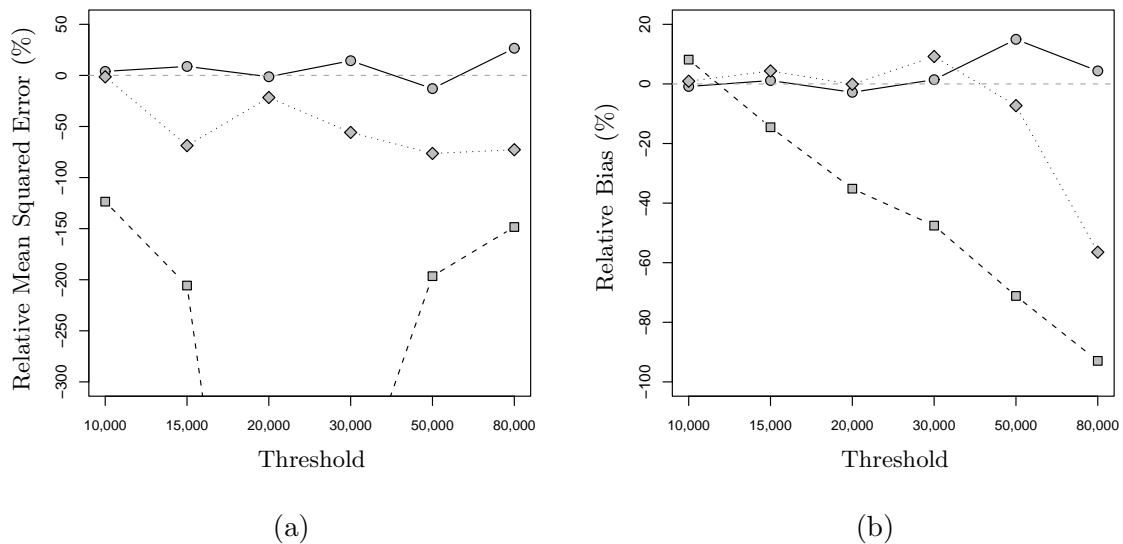 Relative Mean Squared Error (%)
50
0
−50
−100
−150
−200
−250
−300
10,000 15,000 20,000 30,000 50,000 80,000
Threshold
(a)
Relative Bias (%)
20
0
−20
−40
−60
−80
−100
10,000 15,000 20,000 30,000 50,000 80,000
Threshold
(b)